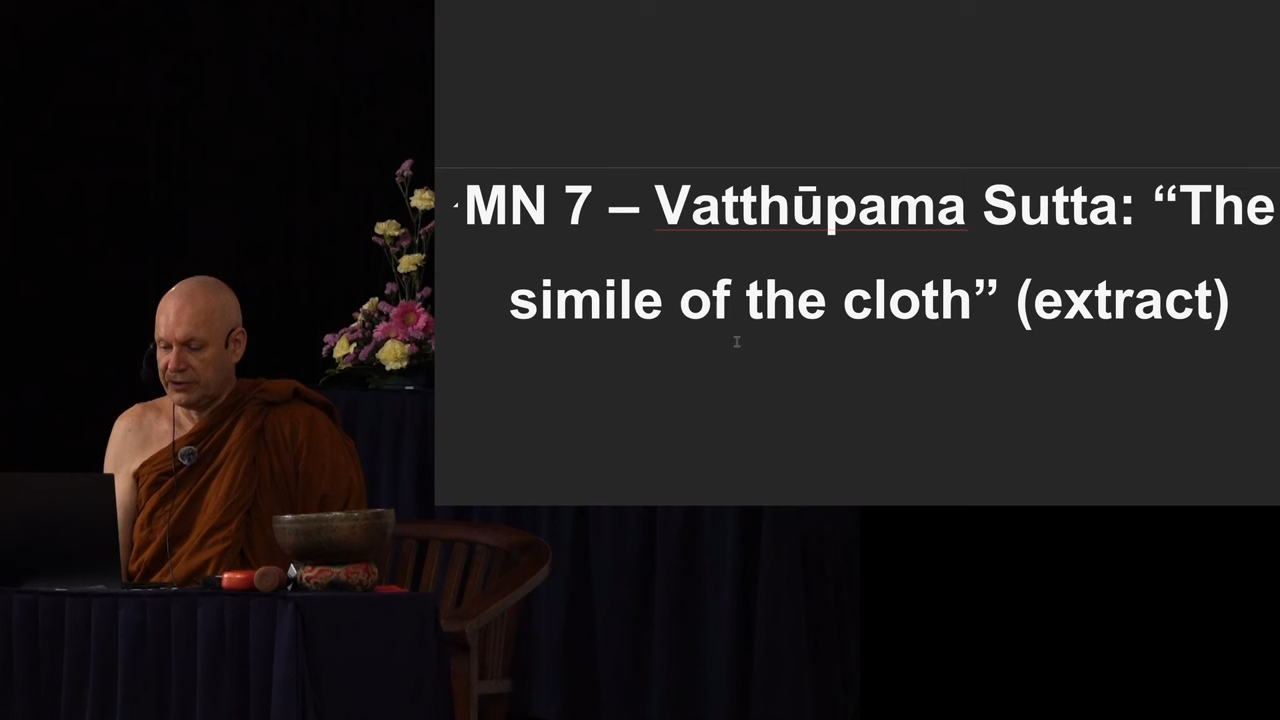 MN 7 – Vatthūpama Sutta: “The
simile of the cloth” (extract)